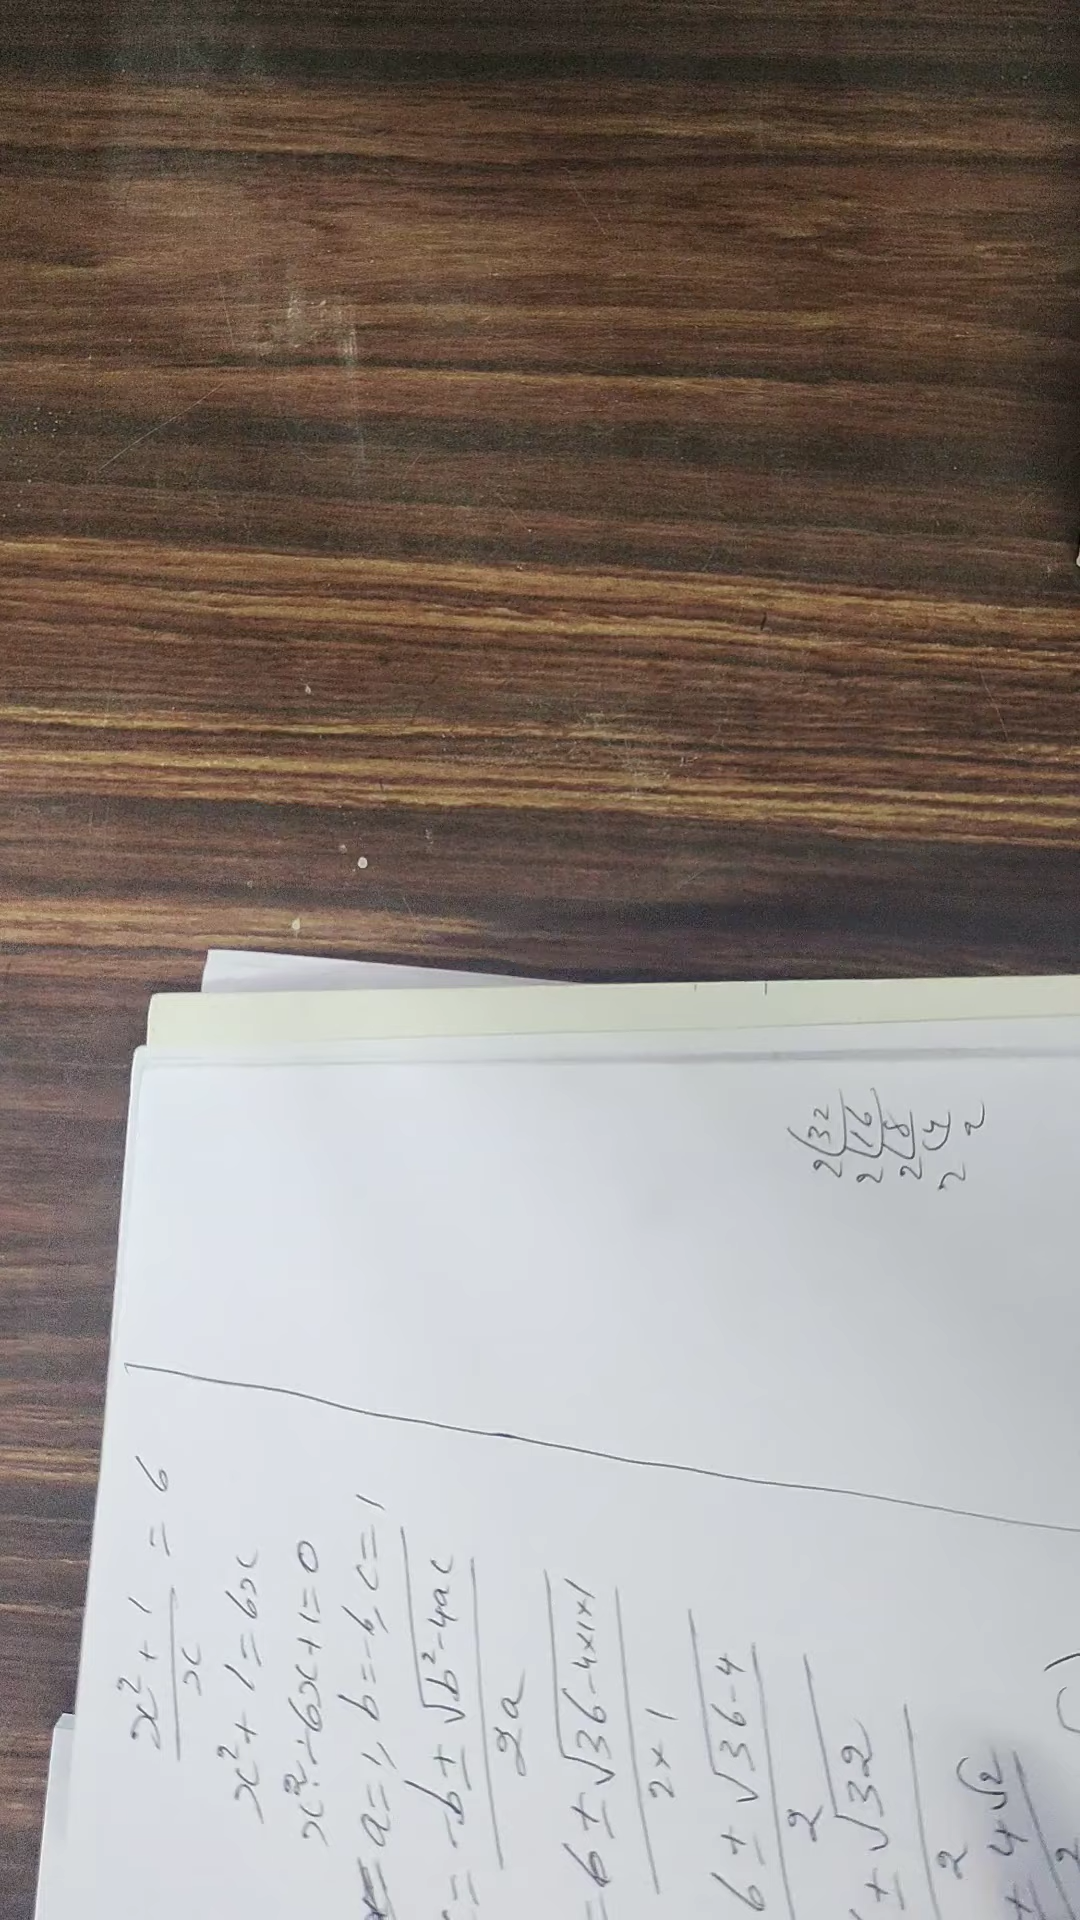 x² + 1 / x = 6
x² + 1 = 6x
x² - 6x + 1 = 0
a = 1, b = -6, c = 1
= -b ± √b² - 4ac / 2a
= 6 ± √36 - 4×1×1 / 2×1
6 ± √36 - 4 / 2
± √32 / 2
± 4√2 / 2
2 32
2 16
2 8
2 4
2